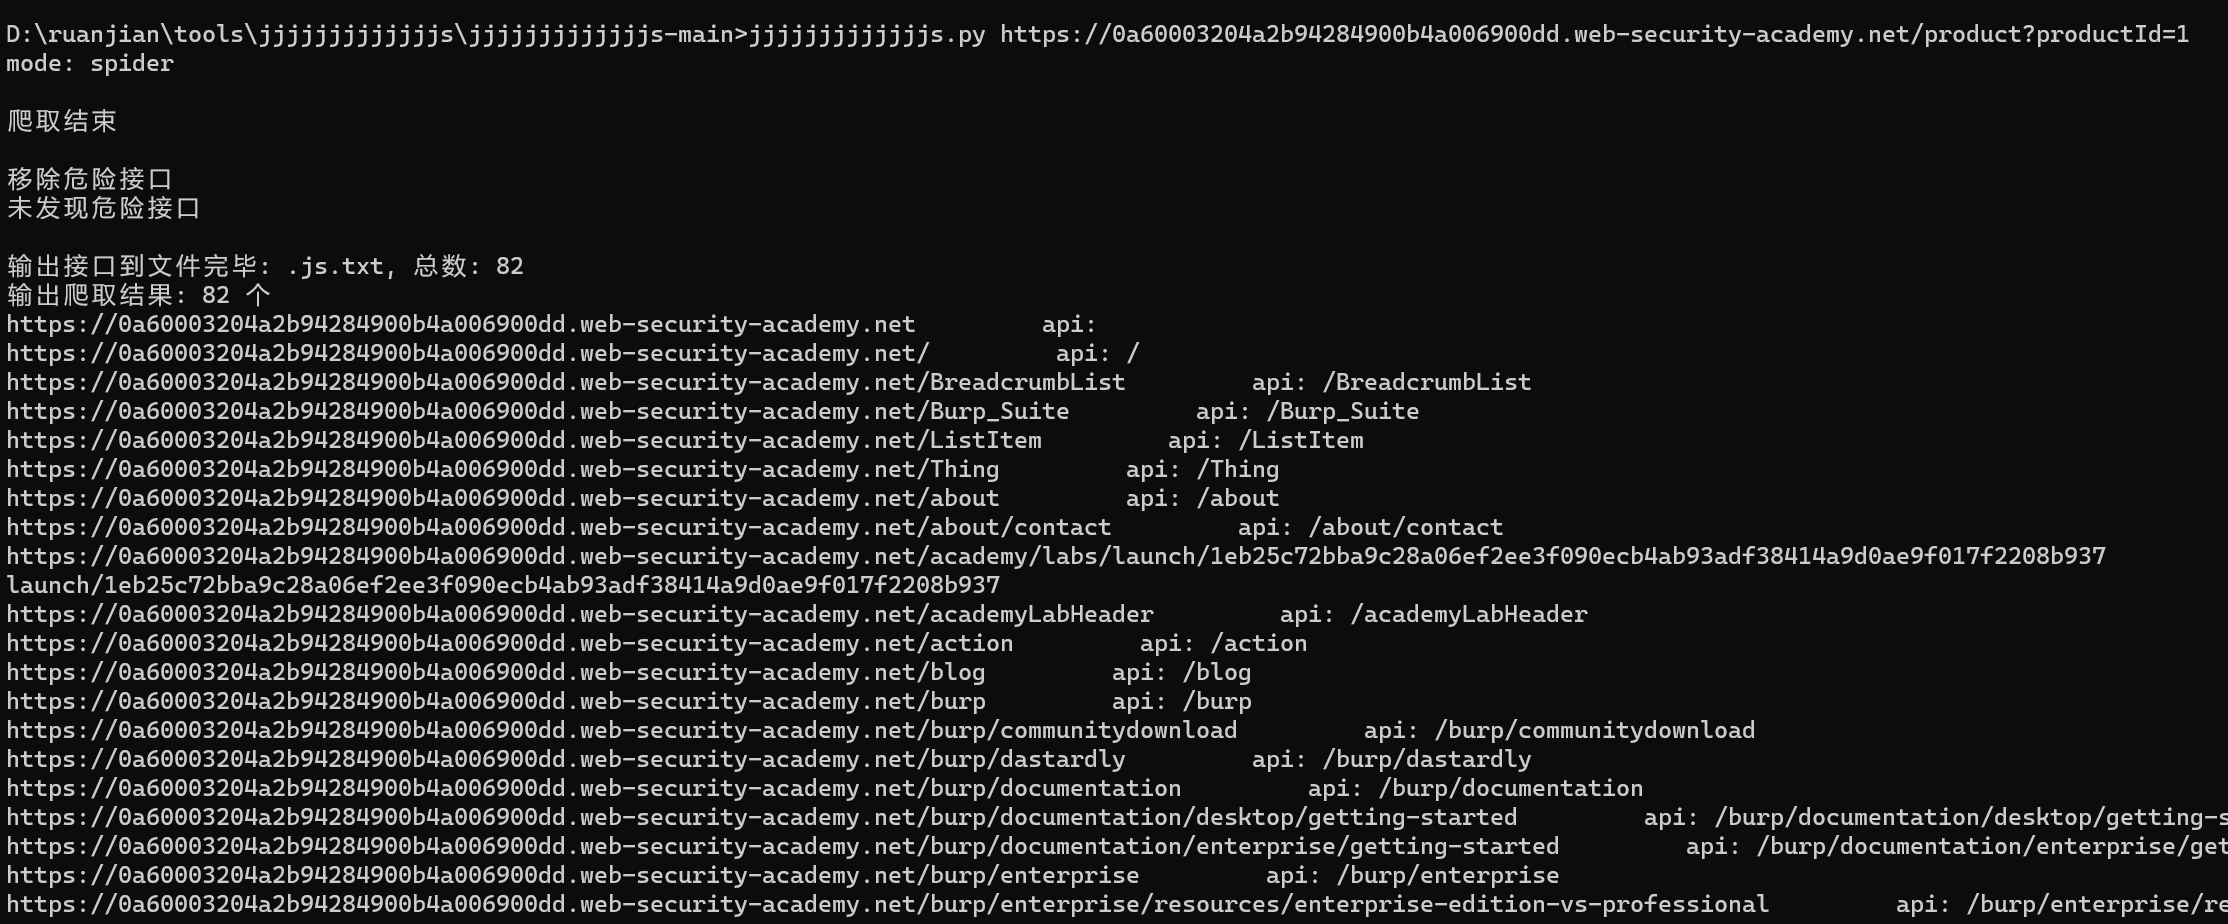 D:\ruanjian\tools\jjjjjjjjjjjjjs\jjjjjjjjjjjjjs-main>jjjjjjjjjjjjjs.py https://0a60003204a2b94284900b4a006900dd.web-security-academy.net/product?productId=1
mode: spider
爬取结束
移除危险接口
未发现危险接口
输出接口到文件完毕: .js.txt, 总数: 82
输出爬取结果: 82 个
https://0a60003204a2b94284900b4a006900dd.web-security-academy.net         api:
https://0a60003204a2b94284900b4a006900dd.web-security-academy.net/         api: /
https://0a60003204a2b94284900b4a006900dd.web-security-academy.net/BreadcrumbList         api: /BreadcrumbList
https://0a60003204a2b94284900b4a006900dd.web-security-academy.net/Burp_Suite         api: /Burp_Suite
https://0a60003204a2b94284900b4a006900dd.web-security-academy.net/ListItem         api: /ListItem
https://0a60003204a2b94284900b4a006900dd.web-security-academy.net/Thing         api: /Thing
https://0a60003204a2b94284900b4a006900dd.web-security-academy.net/about         api: /about
https://0a60003204a2b94284900b4a006900dd.web-security-academy.net/about/contact         api: /about/contact
https://0a60003204a2b94284900b4a006900dd.web-security-academy.net/academy/labs/launch/1eb25c72bba9c28a06ef2ee3f090ecb4ab93adf38414a9d0ae9f017f2208b937
launch/1eb25c72bba9c28a06ef2ee3f090ecb4ab93adf38414a9d0ae9f017f2208b937
https://0a60003204a2b94284900b4a006900dd.web-security-academy.net/academyLabHeader         api: /academyLabHeader
https://0a60003204a2b94284900b4a006900dd.web-security-academy.net/action         api: /action
https://0a60003204a2b94284900b4a006900dd.web-security-academy.net/blog         api: /blog
https://0a60003204a2b94284900b4a006900dd.web-security-academy.net/burp         api: /burp
https://0a60003204a2b94284900b4a006900dd.web-security-academy.net/burp/communitydownload         api: /burp/communitydownload
https://0a60003204a2b94284900b4a006900dd.web-security-academy.net/burp/dastardly         api: /burp/dastardly
https://0a60003204a2b94284900b4a006900dd.web-security-academy.net/burp/documentation         api: /burp/documentation
https://0a60003204a2b94284900b4a006900dd.web-security-academy.net/burp/documentation/desktop/getting-started         api: /burp/documentation/desktop/getting-s
https://0a60003204a2b94284900b4a006900dd.web-security-academy.net/burp/documentation/enterprise/getting-started         api: /burp/documentation/enterprise/get
https://0a60003204a2b94284900b4a006900dd.web-security-academy.net/burp/enterprise         api: /burp/enterprise
https://0a60003204a2b94284900b4a006900dd.web-security-academy.net/burp/enterprise/resources/enterprise-edition-vs-professional         api: /burp/enterprise/re